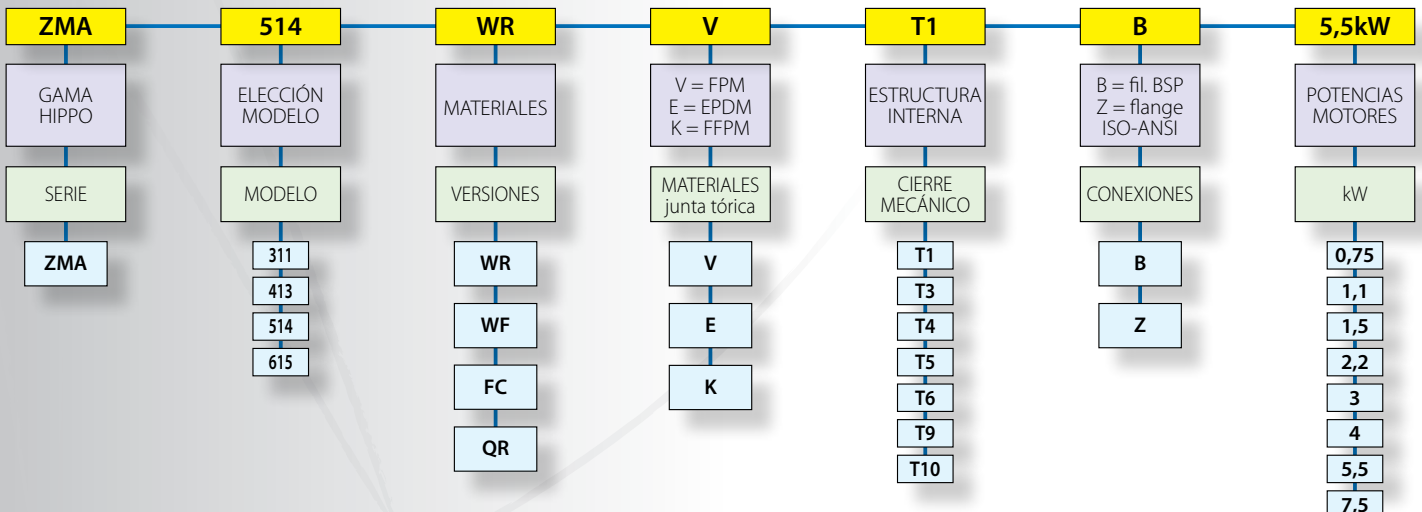 ZMA
514
WR
V
T1
B
5,5kW
GAMA
HIPPO
ELECCIÓN
MODELO
MATERIALES
V = FPM
E = EPDM
K = FFPM
ESTRUCTURA
INTERNA
B = fil. BSP
Z = flange
ISO-ANSI
POTENCIAS
MOTORES
SERIE
MODELO
VERSIONES
MATERIALES
junta tórica
CIERRE
MECÁNICO
CONEXIONES
kW
ZMA
311
413
514
615
WR
WF
FC
QR
V
E
K
T1
T3
T4
T5
T6
T9
T10
B
Z
0,75
1,1
1,5
2,2
3
4
5,5
7,5